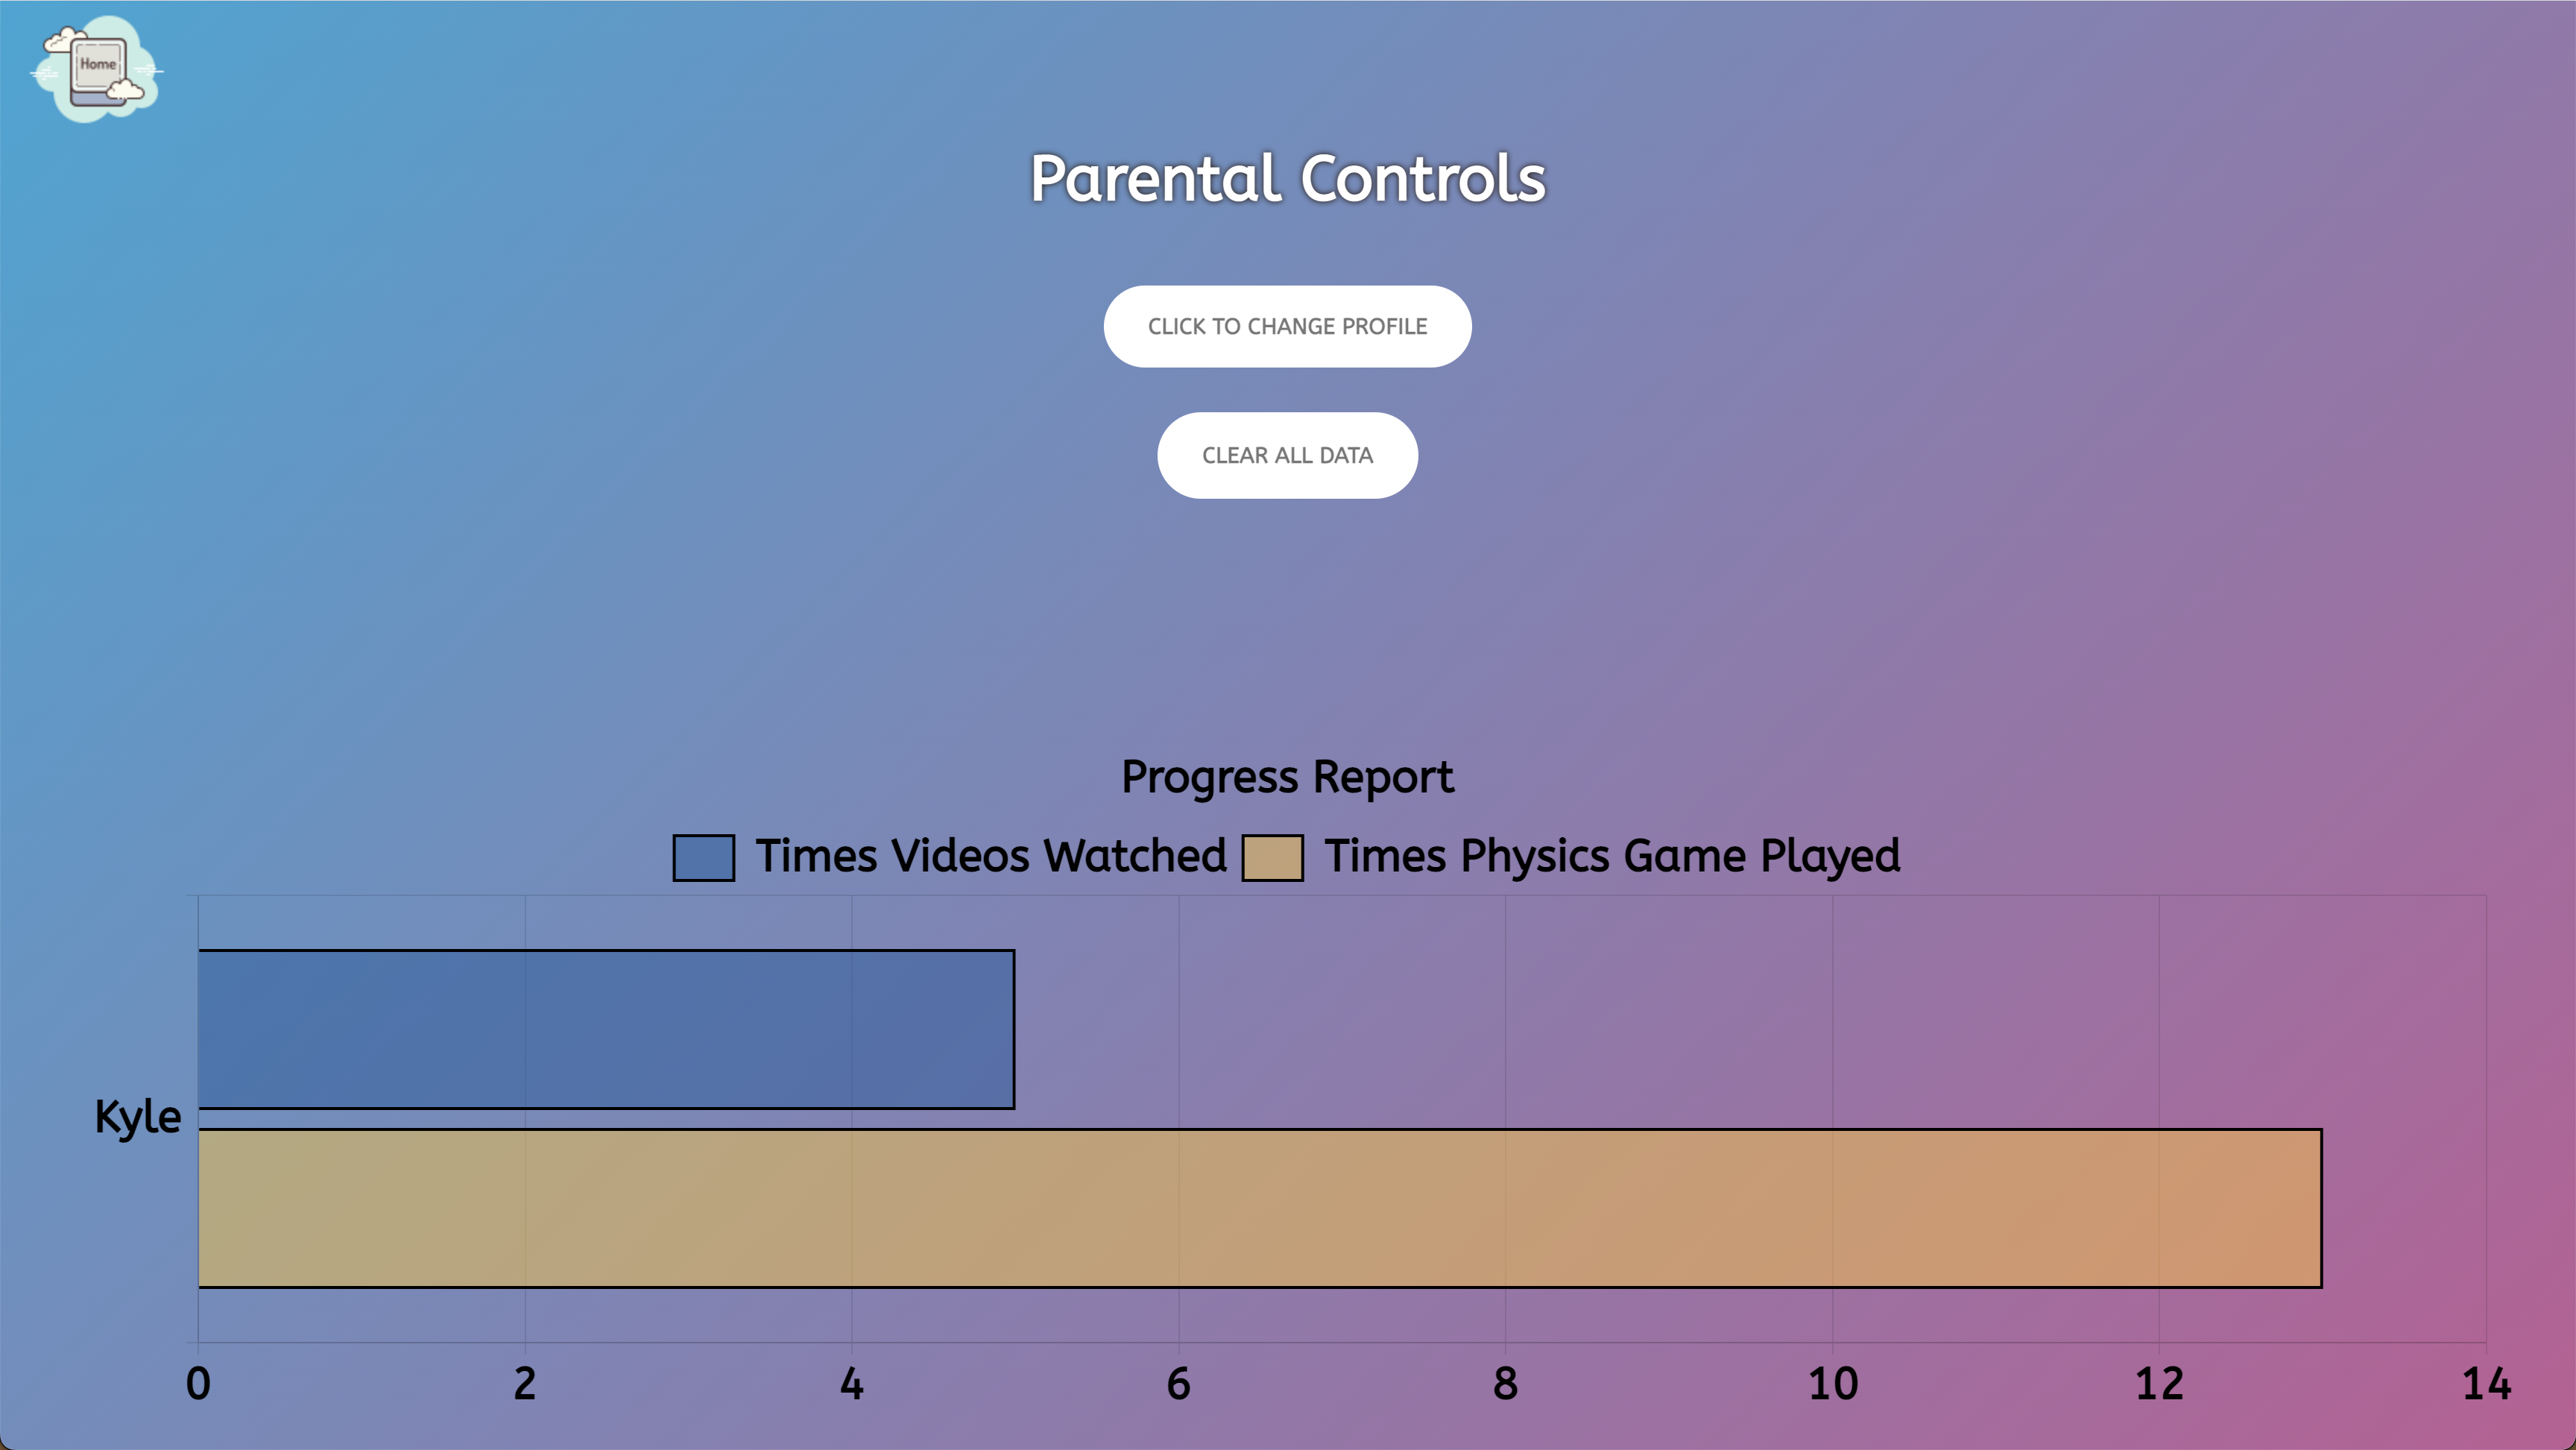 Home
Parental Controls
CLICK TO CHANGE PROFILE
CLEAR ALL DATA
Progress Report
Times Videos Watched Times Physics Game Played
Kyle
0 2 4 6 8 10 12 14